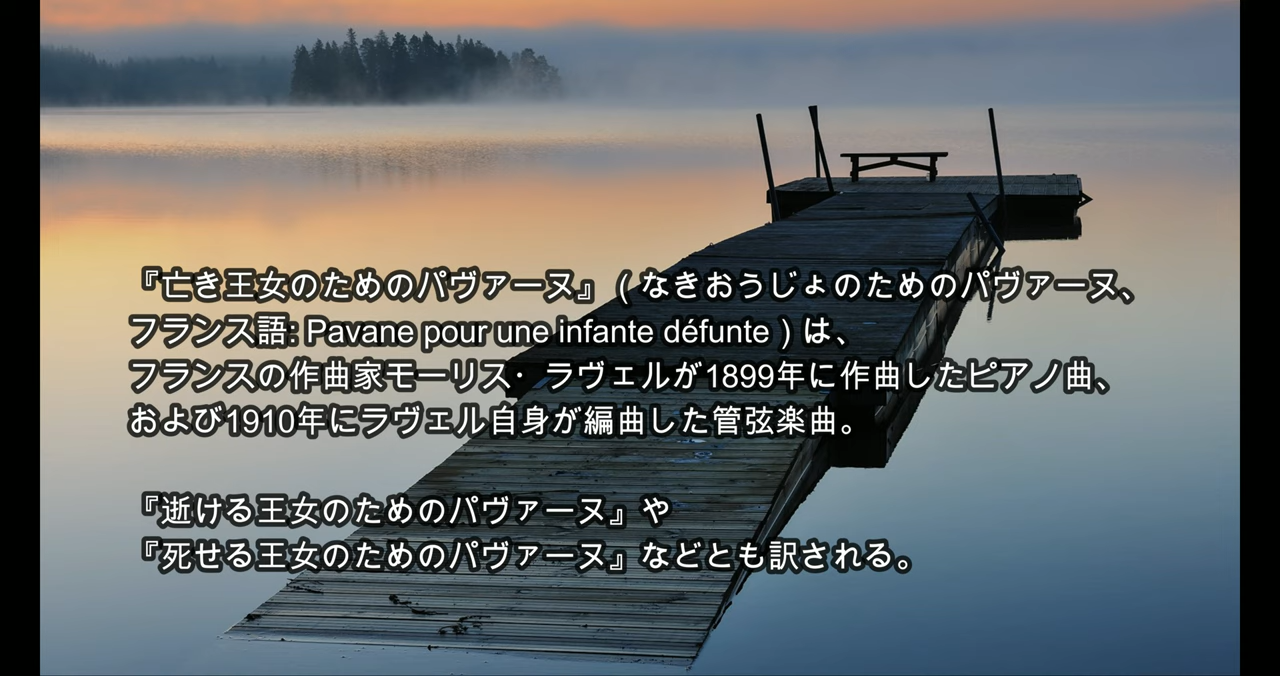 『亡き王女のためのパヴァーヌ』(なきおうじょのためのパヴァーヌ、
フランス語: Pavane pour une infante défunte ) は、
フランスの作曲家モーリス・ラヴェルが1899年に作曲したピアノ曲、
および1910年にラヴェル自身が編曲した管弦楽曲。
『逝ける王女のためのパヴァーヌ』や
『死せる王女のためのパヴァーヌ』などとも訳される。